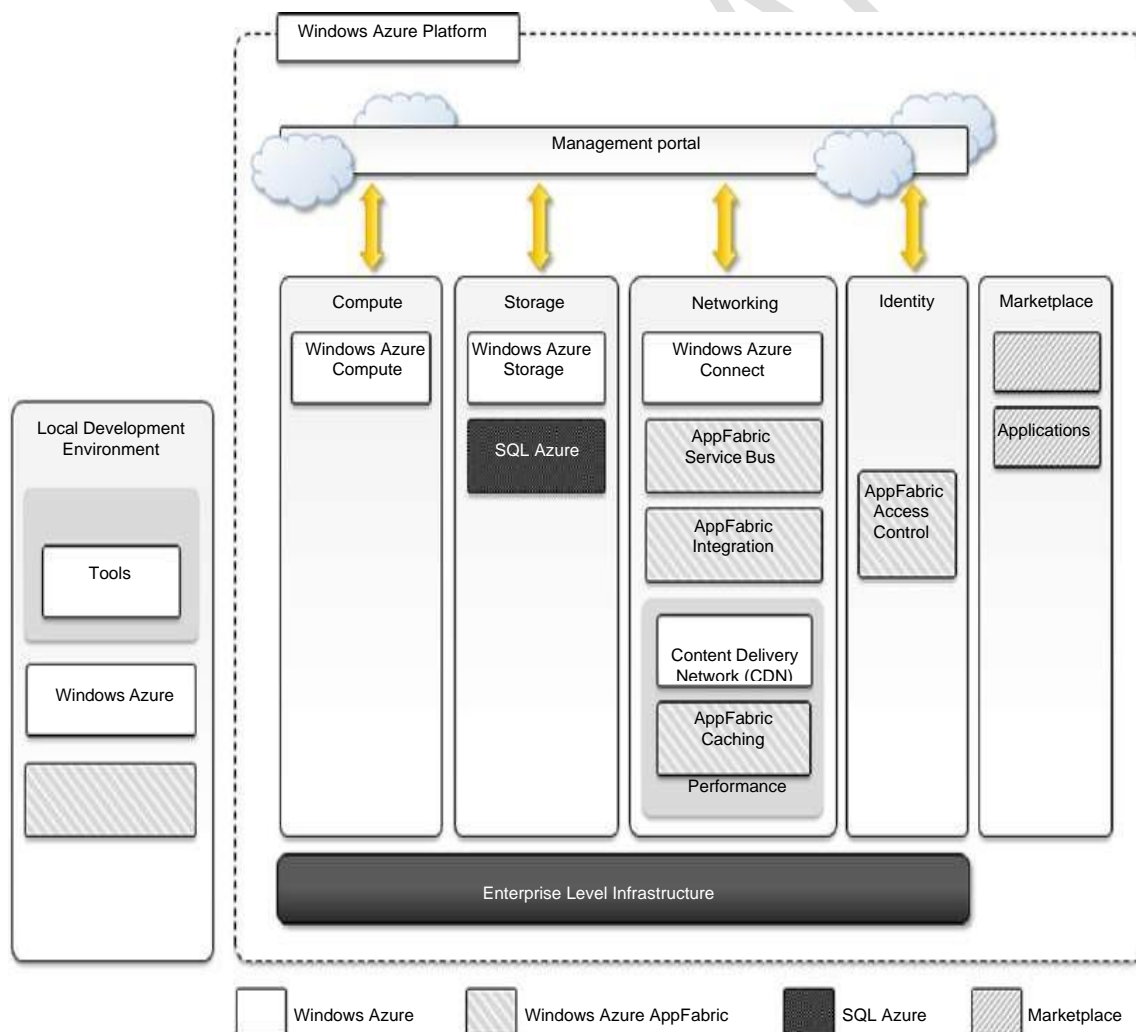 Windows Azure Platform
Management portal
Compute
Windows Azure
Compute
Storage
Windows Azure
Storage
SQL Azure
Networking
Windows Azure
Connect
AppFabric
Service Bus
AppFabric
Integration
Content Delivery
Network (CDN)
AppFabric
Caching
Performance
Identity
AppFabric
Access
Control
Marketplace
Applications
Local Development
Environment
Tools
Windows Azure
Enterprise Level Infrastructure
Windows Azure
Windows Azure AppFabric
SQL Azure
Marketplace